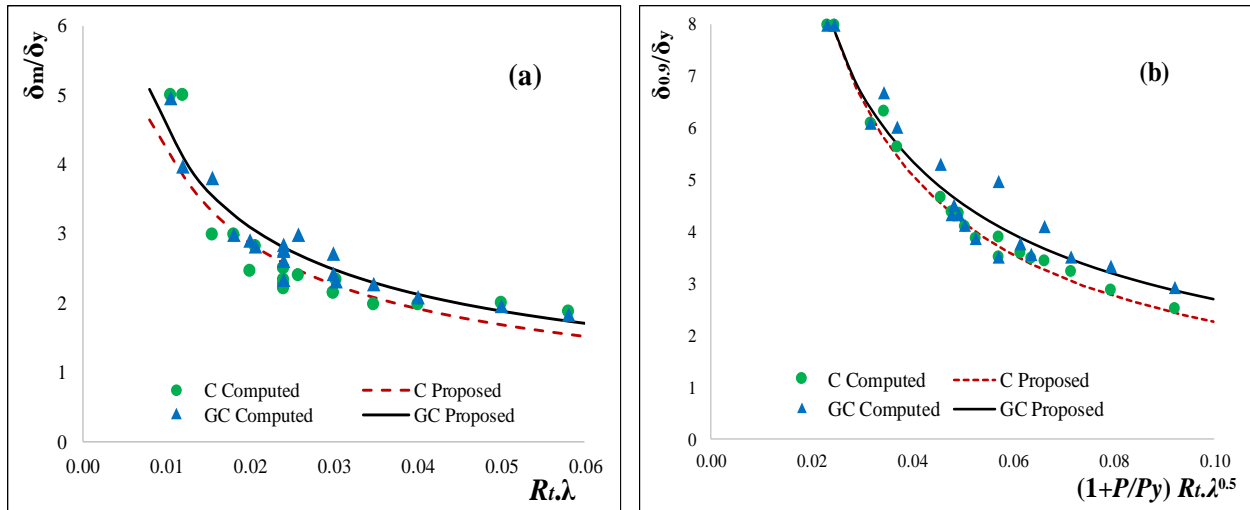 δm/δy
(a)
6
5
4
3
2
1
0
C Computed
C Proposed
GC Computed
GC Proposed
0.00
0.01
0.02
0.03
0.04
0.05
0.06
Rt.λ
δ0.9/δy
(b)
8
7
6
5
4
3
2
1
0
C Computed
C Proposed
GC Computed
GC Proposed
0.00
0.02
0.04
0.06
0.08
0.10
(1+P/Py) Rt.λ^0.5